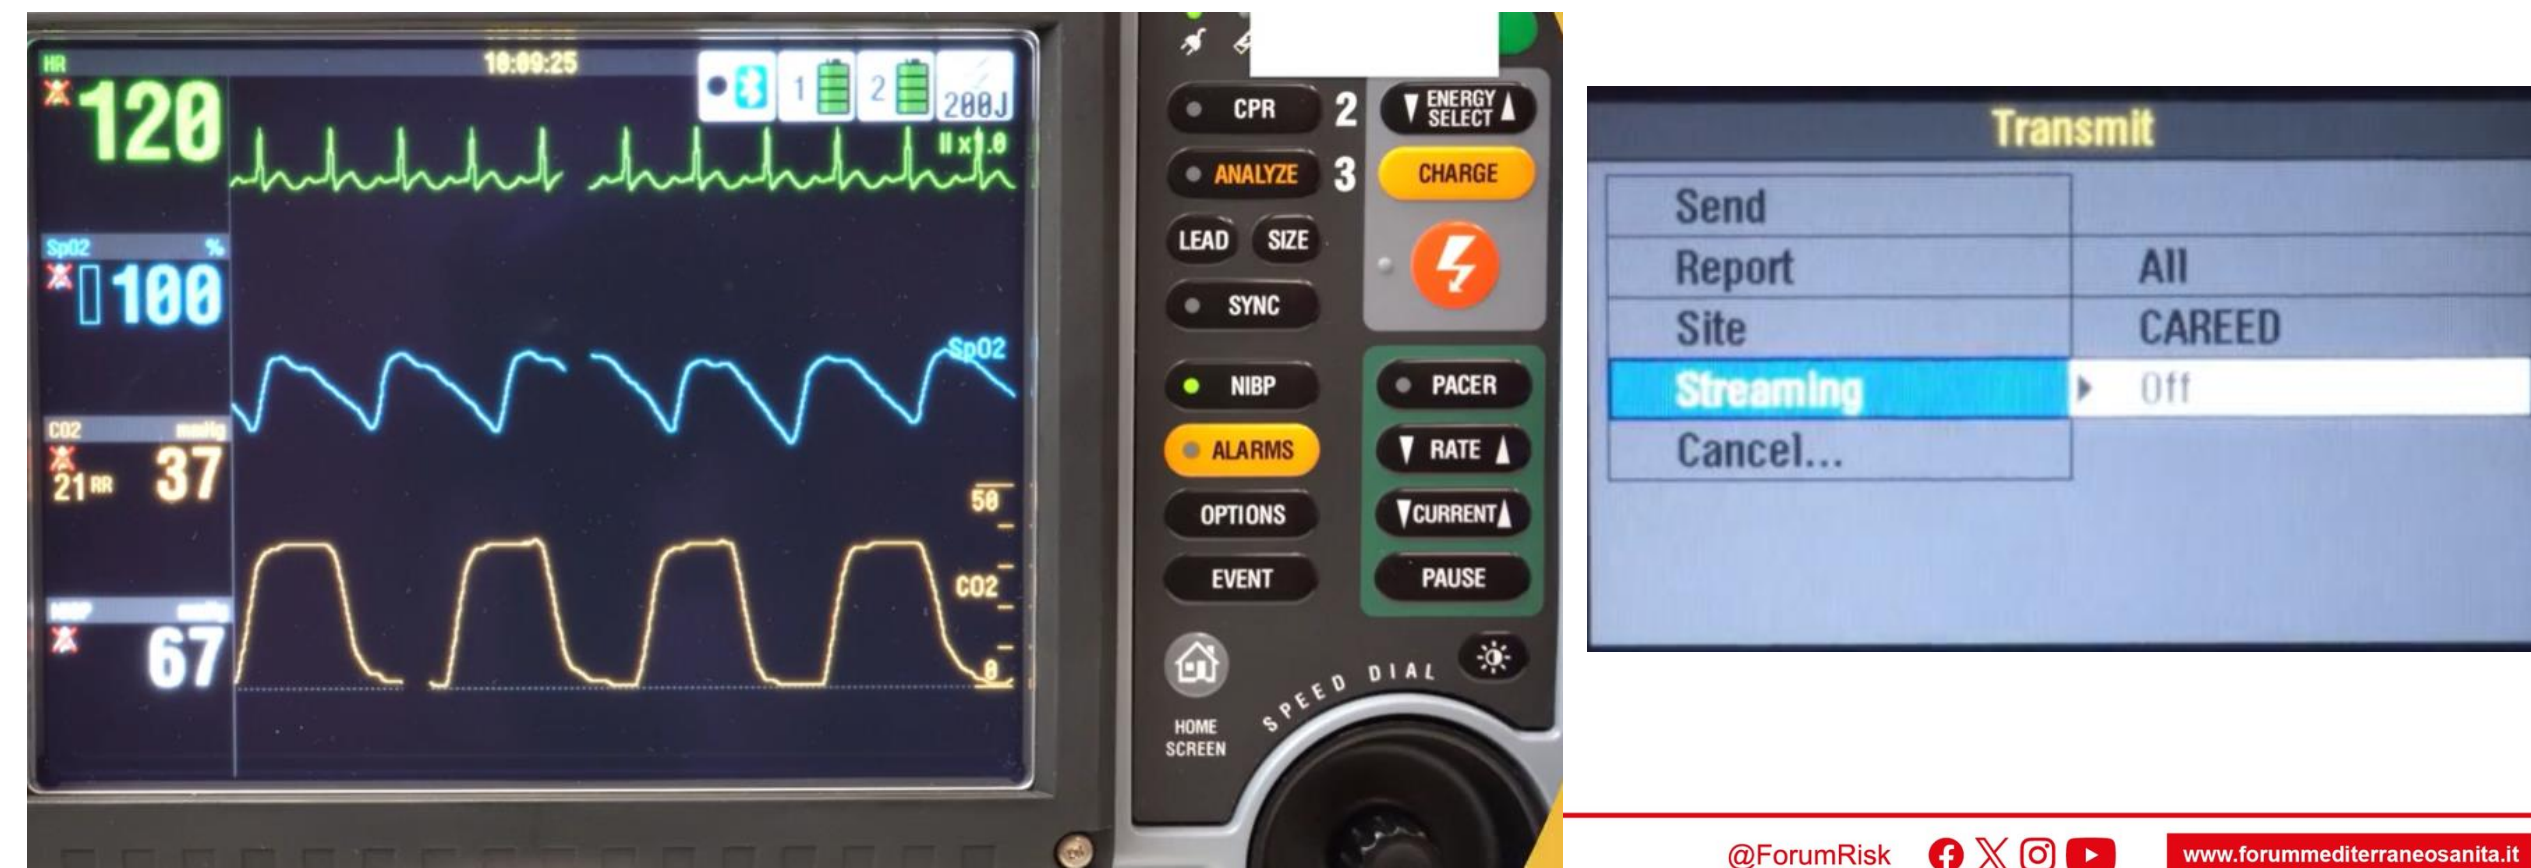 HR
10:09:25
120
1
2
200J
II x1.0
SpO2 %
100
SpO2
CO2 mmHg
21 RR 37
50
CO2
0
NIBP mmHg
67
CPR
2
ENERGY
SELECT
ANALYZE
3
CHARGE
LEAD
SIZE
SYNC
NIBP
PACER
ALARMS
RATE
OPTIONS
CURRENT
EVENT
PAUSE
HOME
SCREEN
SPEED DIAL
Transmit
Send
Report All
Site CAREED
Streaming Off
Cancel...
@ForumRisk
www.forummediterraneosanita.it